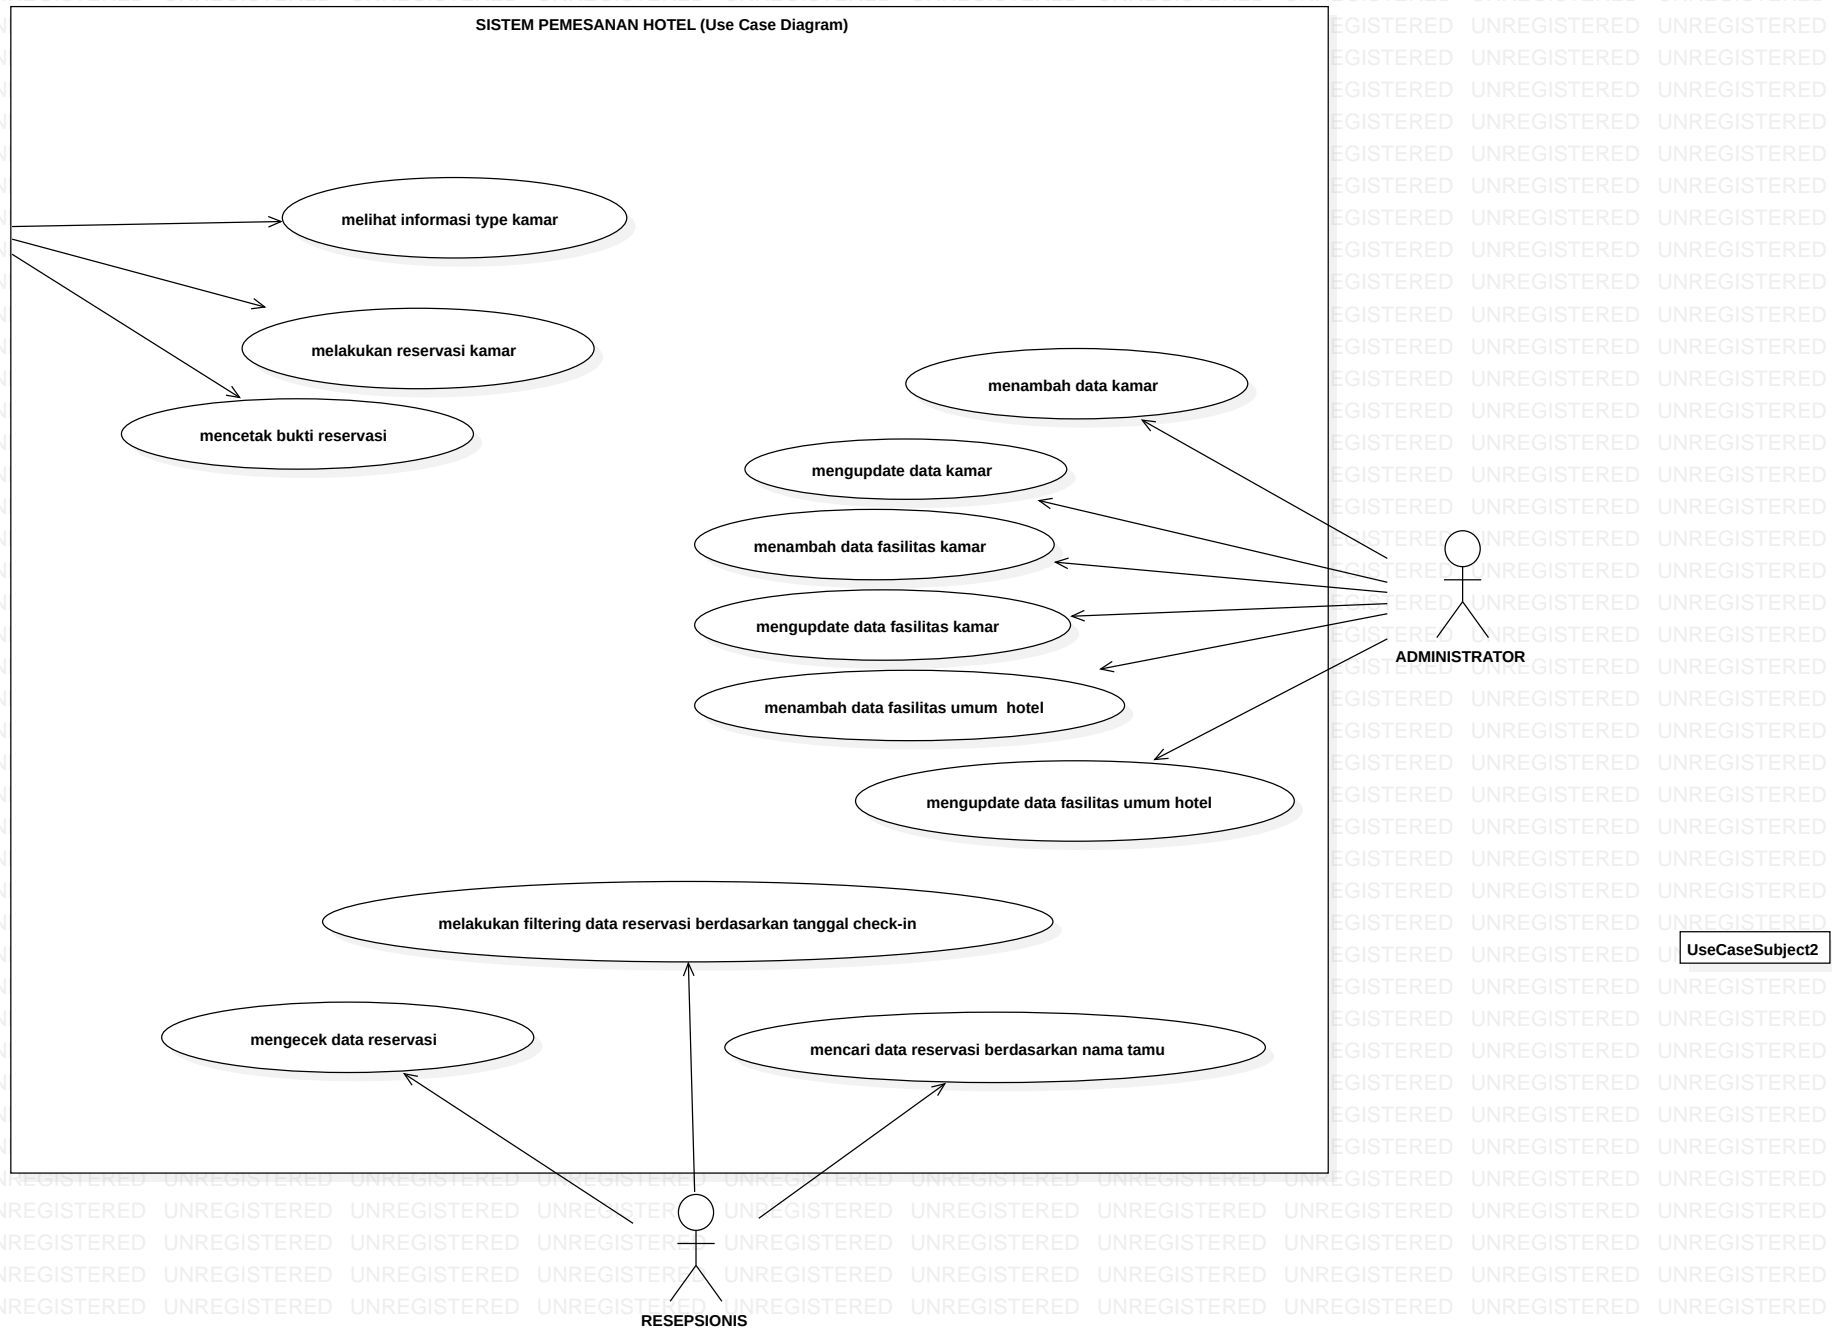 SISTEM PEMESANAN HOTEL (Use Case Diagram)
melihat informasi type kamar
melakukan reservasi kamar
menambah data kamar
mencetak bukti reservasi
mengupdate data kamar
menambah data fasilitas kamar
mengupdate data fasilitas kamar
ADMINISTRATOR
menambah data fasilitas umum hotel
mengupdate data fasilitas umum hotel
melakukan filtering data reservasi berdasarkan tanggal check-in
UseCaseSubject2
mengecek data reservasi
mencari data reservasi berdasarkan nama tamu
RESEPSIONIS
UNREGISTERED